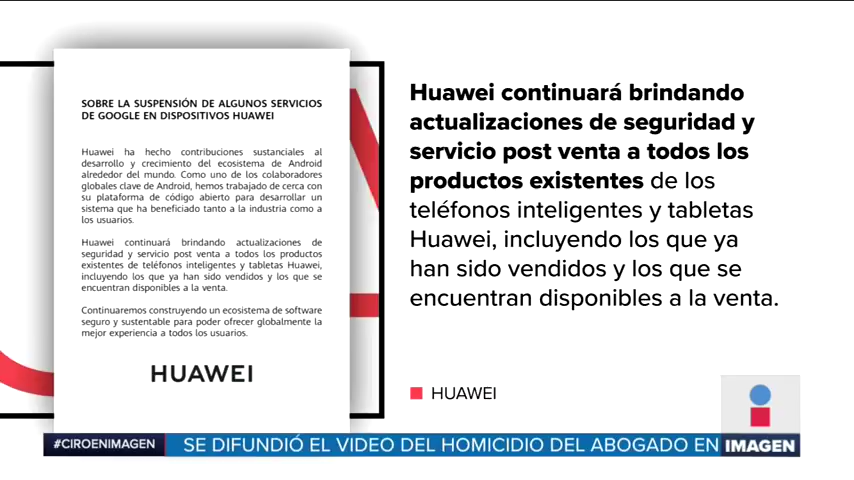 SOBRE LA SUSPENSIÓN DE ALGUNOS SERVICIOS
DE GOOGLE EN DISPOSITIVOS HUAWEI
Huawei ha hecho contribuciones sustanciales al
desarrollo y crecimiento del ecosistema de Android
alrededor del mundo. Como uno de los colaboradores
globales clave de Android, hemos trabajado de cerca con
su plataforma de código abierto para desarrollar un
sistema que ha beneficiado tanto a la industria como a
los usuarios.
Huawei continuará brindando actualizaciones de
seguridad y servicio post venta a todos los productos
existentes de teléfonos inteligentes y tabletas Huawei,
incluyendo los que ya han sido vendidos y los que se
encuentran disponibles a la venta.
Continuaremos construyendo un ecosistema de software
seguro y sustentable para poder ofrecer globalmente la
mejor experiencia a todos los usuarios.
HUAWEI
Huawei continuará brindando
actualizaciones de seguridad y
servicio post venta a todos los
productos existentes de los
teléfonos inteligentes y tabletas
Huawei, incluyendo los que ya
han sido vendidos y los que se
encuentran disponibles a la venta.
HUAWEI
#CIROENIMAGEN
SE DIFUNDIÓ EL VIDEO DEL HOMICIDIO DEL ABOGADO EN
IMAGEN